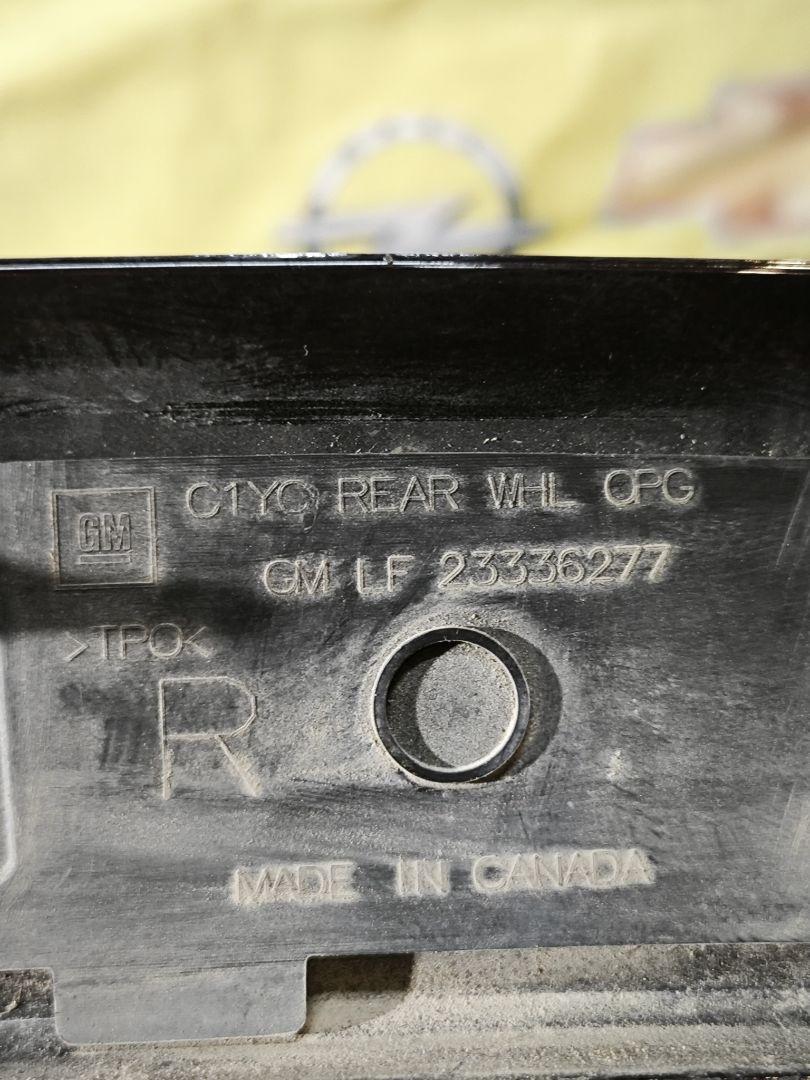 GM
C1YC REAR WHL OPG
GM LF 23336277
>TPO<
R
MADE IN CANADA